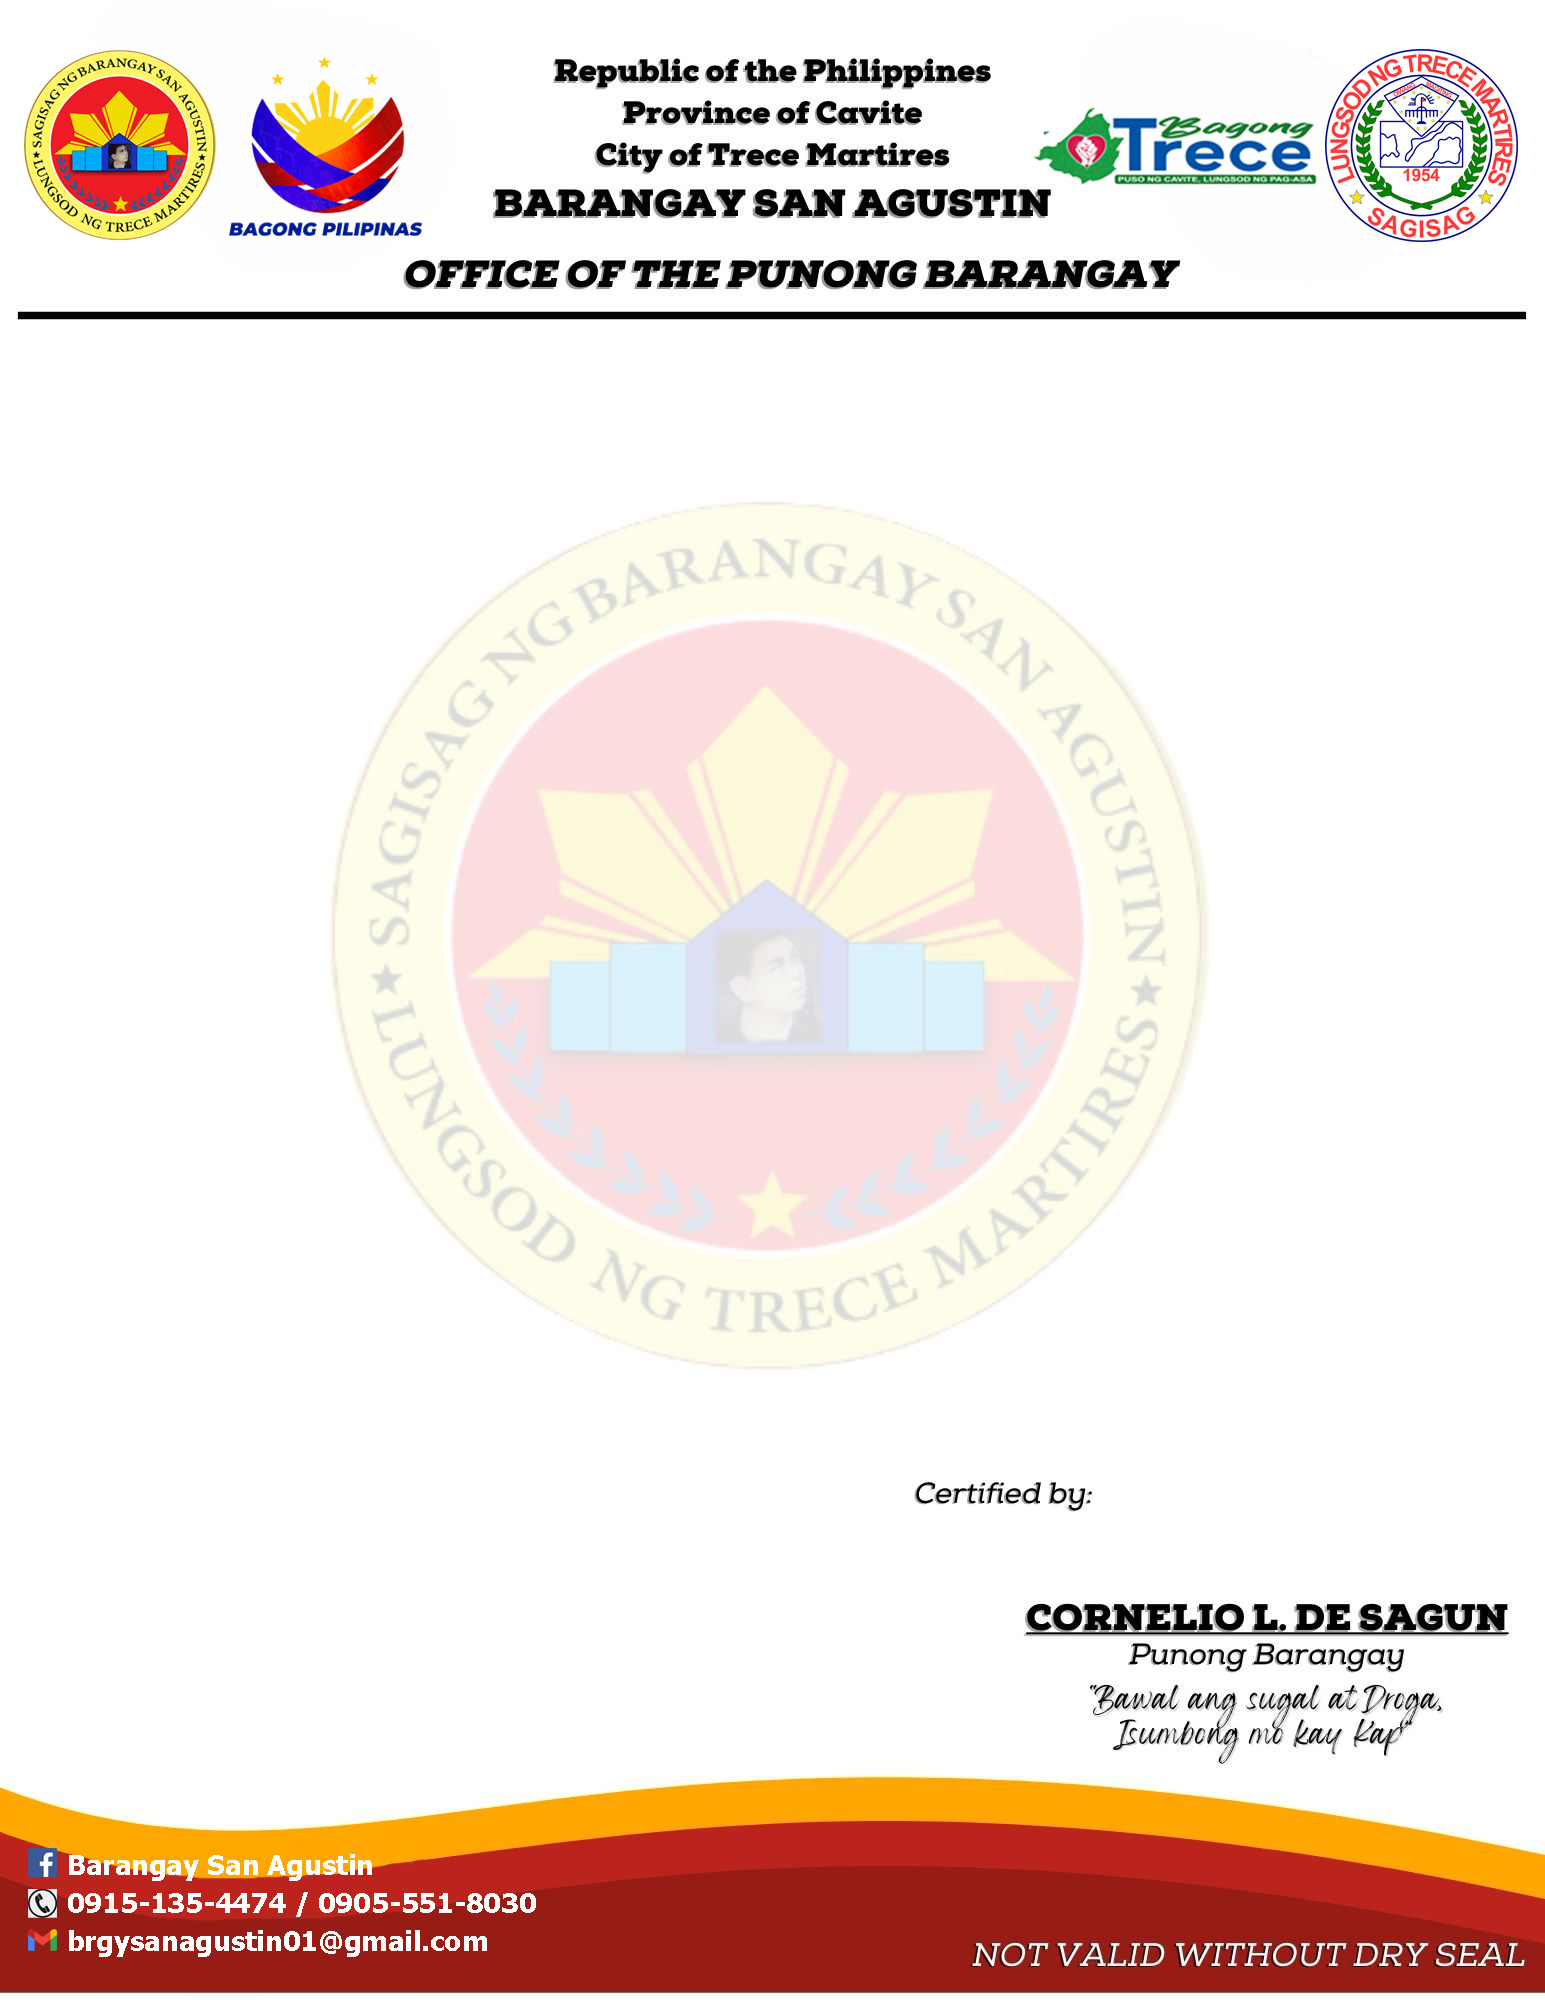 SAGISAG NG BARANGAY SAN AGUSTIN
LUNGSOD NG TRECE MARTIRES
BAGONG PILIPINAS
Republic of the Philippines
Province of Cavite
City of Trece Martires
BARANGAY SAN AGUSTIN
OFFICE OF THE PUNONG BARANGAY
Bagong
Trece
PUSO NG CAVITE, LUNGSOD NG PAG-ASA
LUNGSOD NG TRECE MARTIRES
1954
SAGISAG
SAGISAG NG BARANGAY SAN AGUSTIN
LUNGSOD NG TRECE MARTIRES
Certified by:
CORNELIO L. DE SAGUN
Punong Barangay
"Bawal ang sugal at Droga,
Isumbong mo kay Kap"
Barangay San Agustin
0915-135-4474 / 0905-551-8030
brgysanagustin01@gmail.com
NOT VALID WITHOUT DRY SEAL